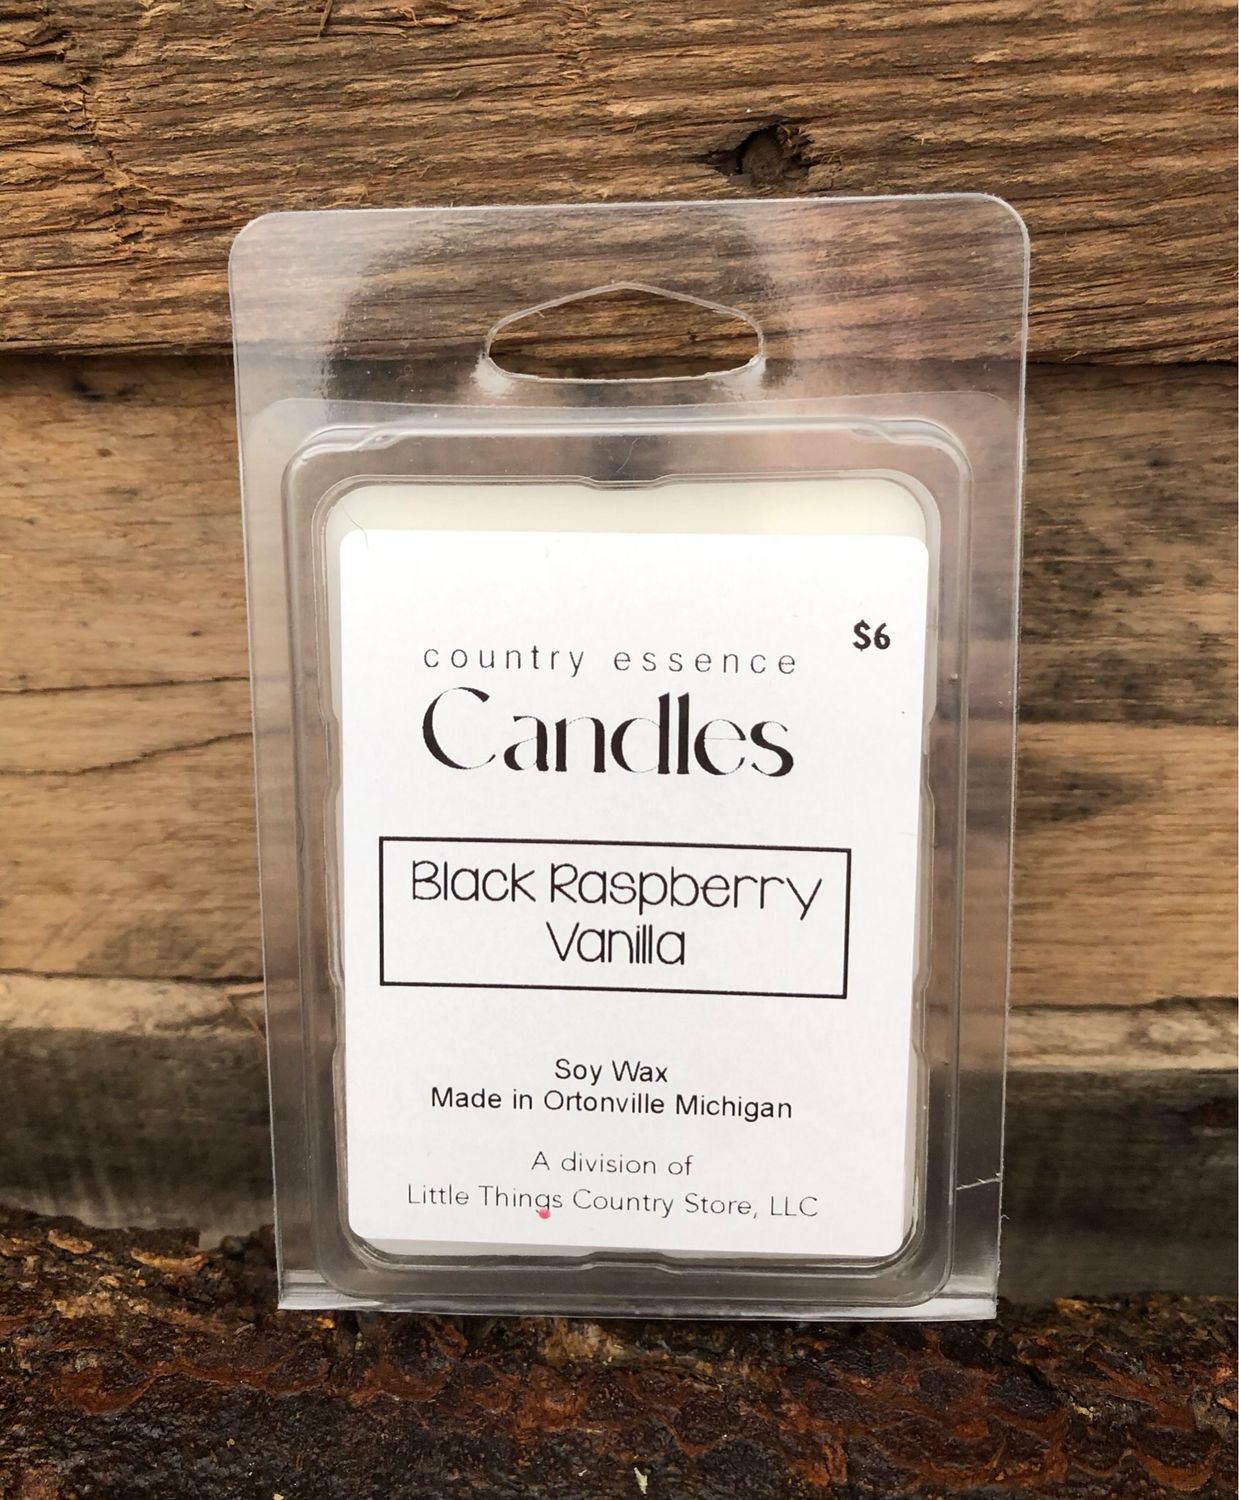 $6
country essence
Candles
Black Raspberry
Vanilla
Soy Wax
Made in Ortonville Michigan
A division of
Little Things Country Store, LLC